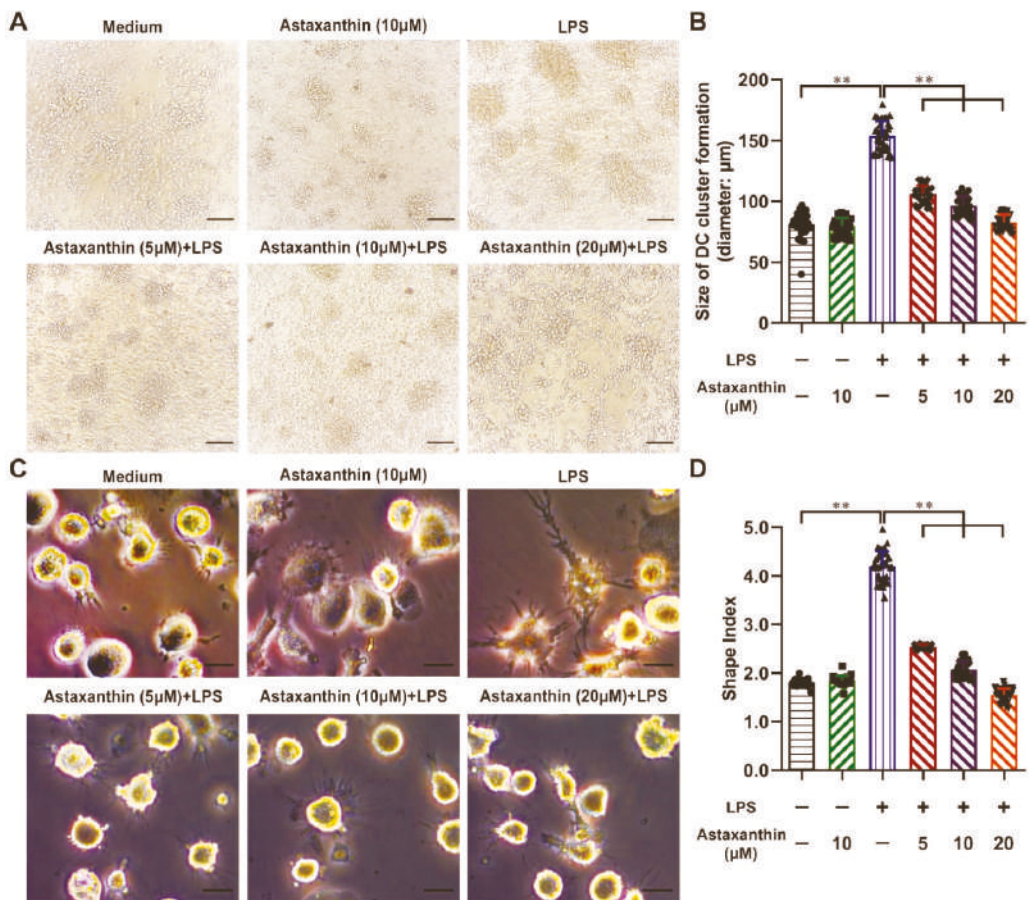 A
Medium
Astaxanthin (10μM)
LPS
Astaxanthin (5μM)+LPS
Astaxanthin (10μM)+LPS
Astaxanthin (20μM)+LPS
B
Size of DC cluster formation
(diameter: μm)
200
150
100
50
0
**
**
LPS
–
–
+
+
+
+
Astaxanthin
(μM)
–
10
–
5
10
20
C
Medium
Astaxanthin (10μM)
LPS
Astaxanthin (5μM)+LPS
Astaxanthin (10μM)+LPS
Astaxanthin (20μM)+LPS
D
Shape Index
5.0
4.0
3.0
2.0
1.0
0.0
**
**
LPS
–
–
+
+
+
+
Astaxanthin
(μM)
–
10
–
5
10
20